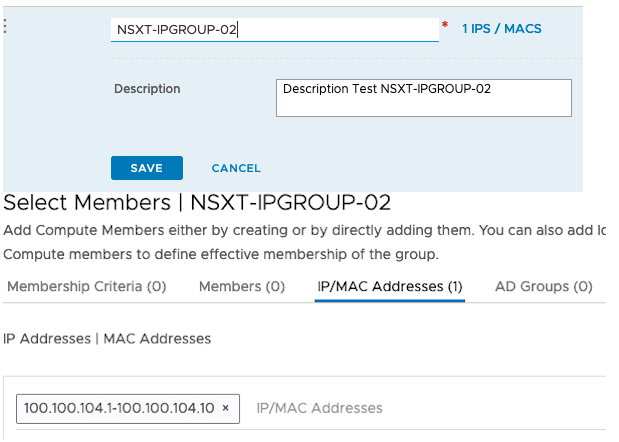 NSXT-IPGROUP-02 * 1 IPS / MACS
Description Description Test NSXT-IPGROUP-02
SAVE CANCEL
Select Members | NSXT-IPGROUP-02
Add Compute Members either by creating or by directly adding them. You can also add
Compute members to define effective membership of the group.
Membership Criteria (0) Members (0) IP/MAC Addresses (1) AD Groups (0)
IP Addresses | MAC Addresses
100.100.104.1-100.100.104.10 × IP/MAC Addresses